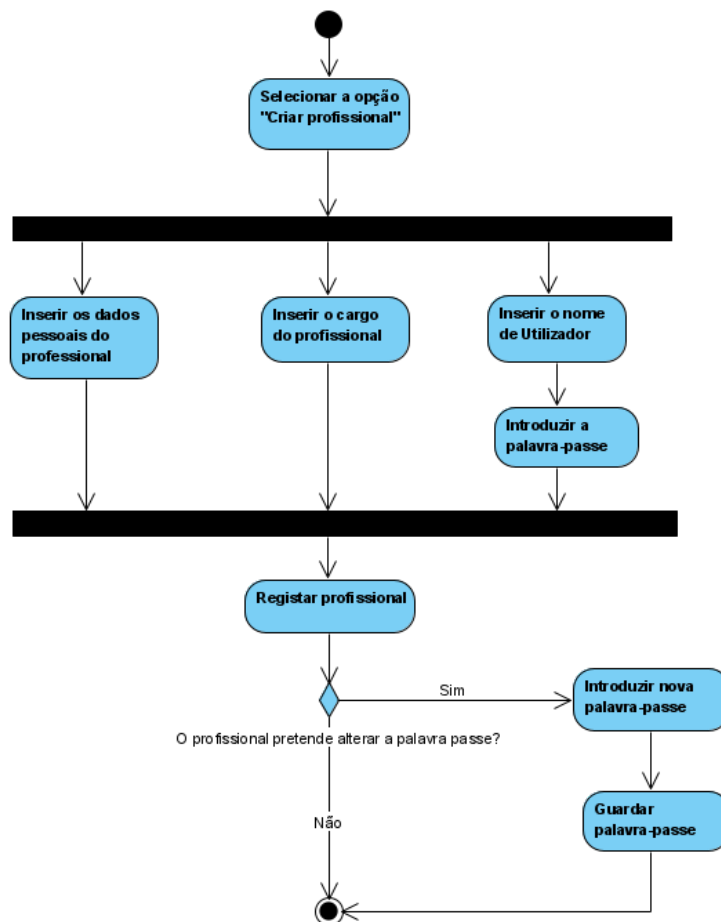 Selecionar a opção
"Criar profissional"
Inserir os dados
pessoais do
professional
Inserir o cargo
do profissional
Inserir o nome
de Utilizador
Introduzir a
palavra-passe
Registar profissional
Sim
Introduzir nova
palavra-passe
O profissional pretende alterar a palavra passe?
Guardar
palavra-passe
Não